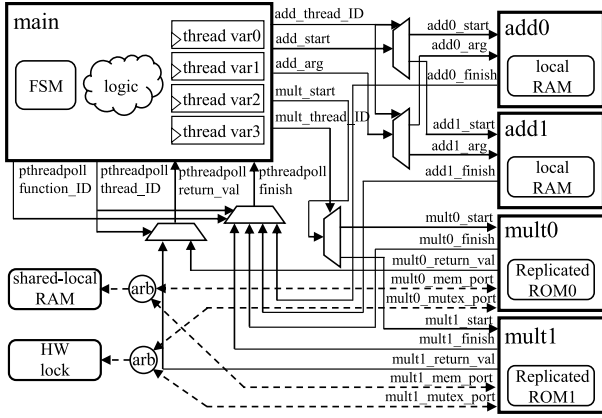 main
FSM
logic
thread var0
thread var1
thread var2
thread var3
add_thread_ID
add_start
add_arg
mult_start
mult_thread_ID
add0_start
add0_arg
add0_finish
add0
local
RAM
add1_start
add1_arg
add1_finish
add1
local
RAM
pthreadpoll
function_ID
pthreadpoll
thread_ID
pthreadpoll
return_val
pthreadpoll
finish
mult0_start
mult0_finish
mult0_return_val
mult0_mem_port
mult0_mutex_port
mult0
Replicated
ROM0
shared-local
RAM
arb
HW
lock
arb
mult1_start
mult1_finish
mult1_return_val
mult1_mem_port
mult1_mutex_port
mult1
Replicated
ROM1